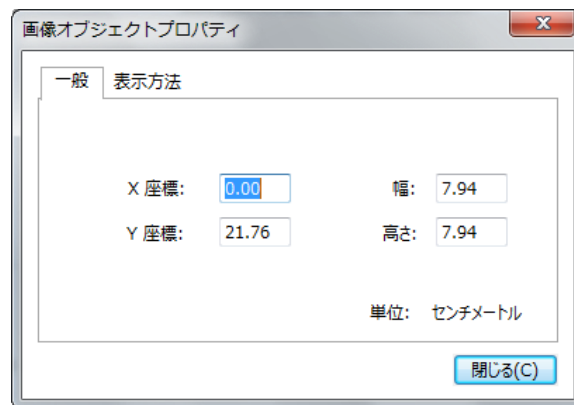 画像オブジェクトプロパティ
一般 表示方法
X 座標: 0.00 幅: 7.94
Y 座標: 21.76 高さ: 7.94
単位: センチメートル
閉じる(C)